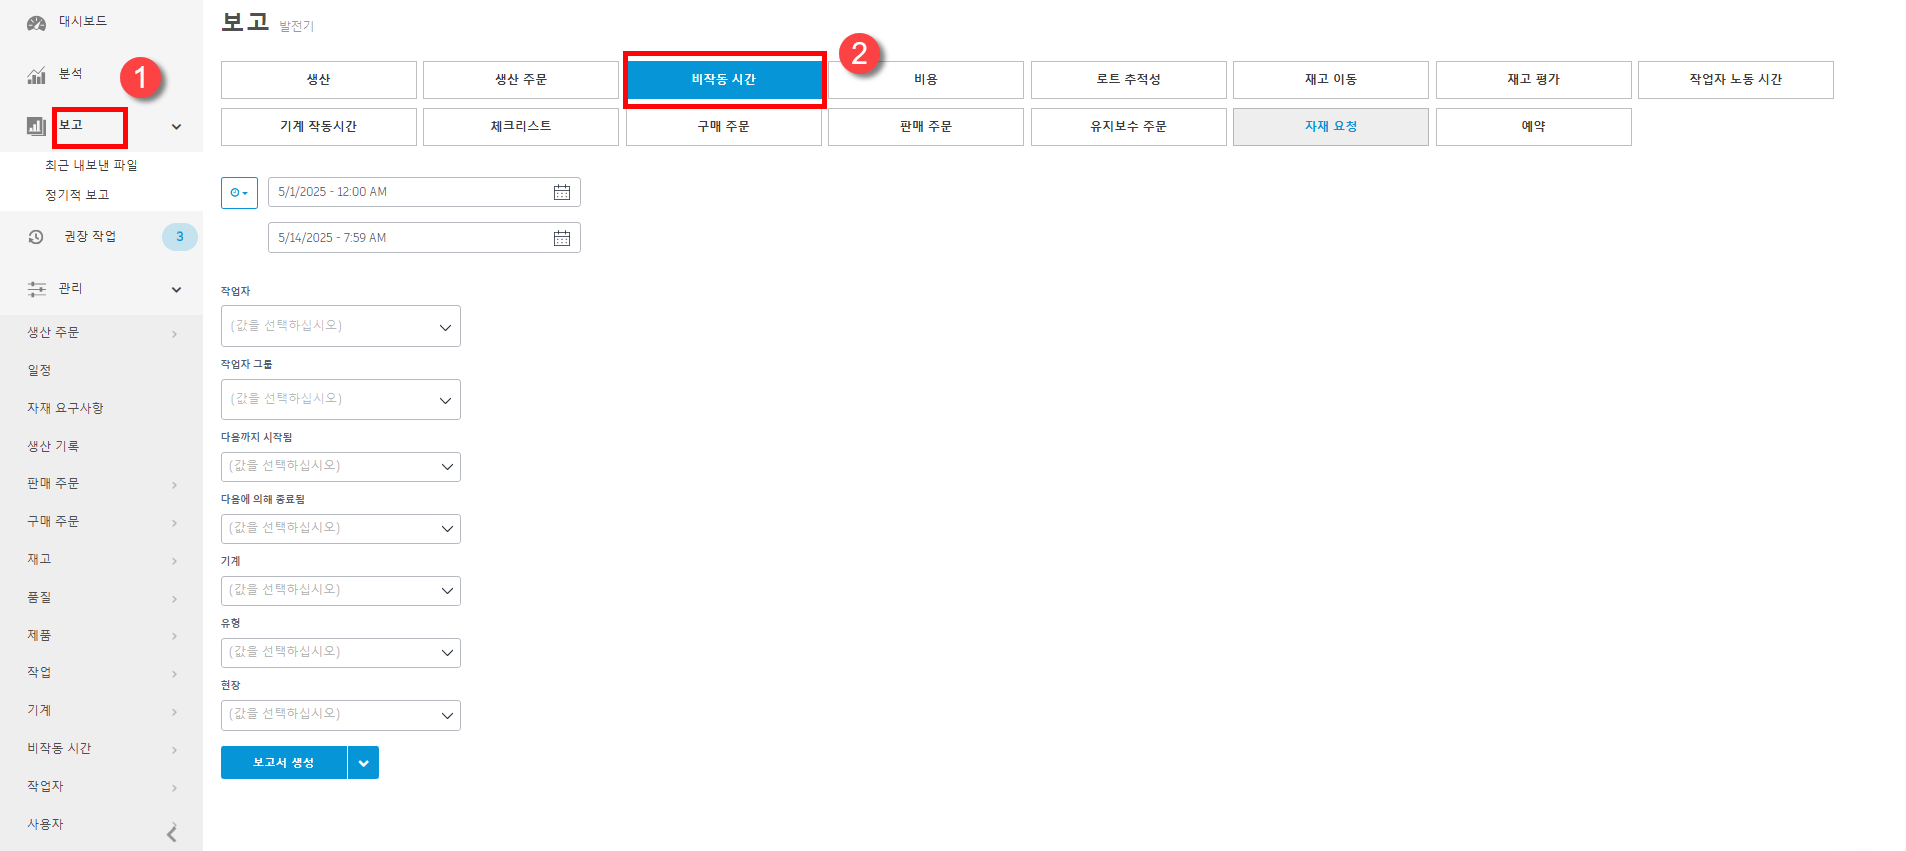 대시보드
분석
1
보고
최근 내보낸 파일
정기적 보고
권장 작업 3
관리
생산 주문
일정
자재 요구사항
생산 기록
판매 주문
구매 주문
재고
품질
제품
작업
기계
비작동 시간
작업자
사용자
보고 발전기
2
생산 생산 주문 비작동 시간 비용 로트 추적성 재고 이동 재고 평가 작업자 노동 시간
기계 작동시간 체크리스트 구매 주문 판매 주문 유지보수 주문 자재 요청 예약
5/1/2025 - 12:00 AM
5/14/2025 - 7:59 AM
작업자
(값을 선택하십시오)
작업자 그룹
(값을 선택하십시오)
다음까지 시작됨
(값을 선택하십시오)
다음에 의해 종료됨
(값을 선택하십시오)
기계
(값을 선택하십시오)
유형
(값을 선택하십시오)
현장
(값을 선택하십시오)
보고서 생성